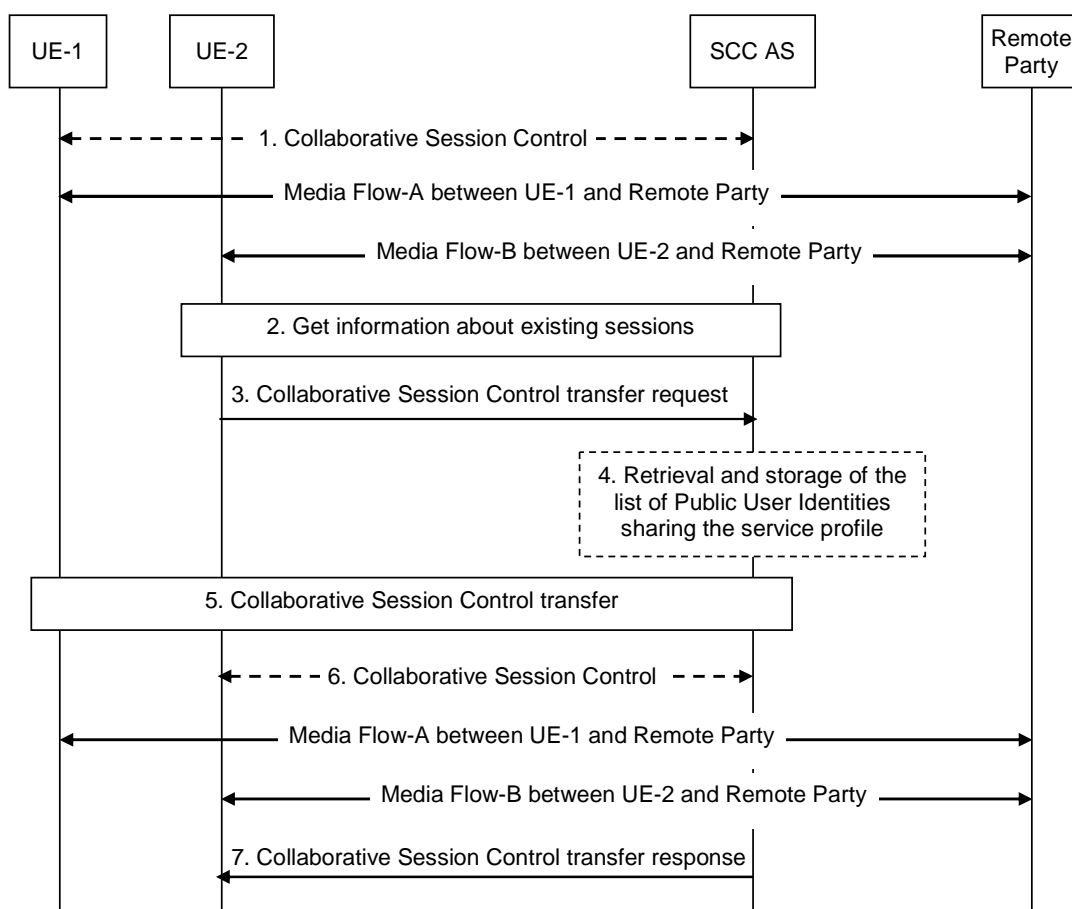 UE-1
UE-2
SCC AS
Remote
Party
1. Collaborative Session Control
Media Flow-A between UE-1 and Remote Party
Media Flow-B between UE-2 and Remote Party
2. Get information about existing sessions
3. Collaborative Session Control transfer request
4. Retrieval and storage of the
list of Public User Identities
sharing the service profile
5. Collaborative Session Control transfer
6. Collaborative Session Control
Media Flow-A between UE-1 and Remote Party
Media Flow-B between UE-2 and Remote Party
7. Collaborative Session Control transfer response